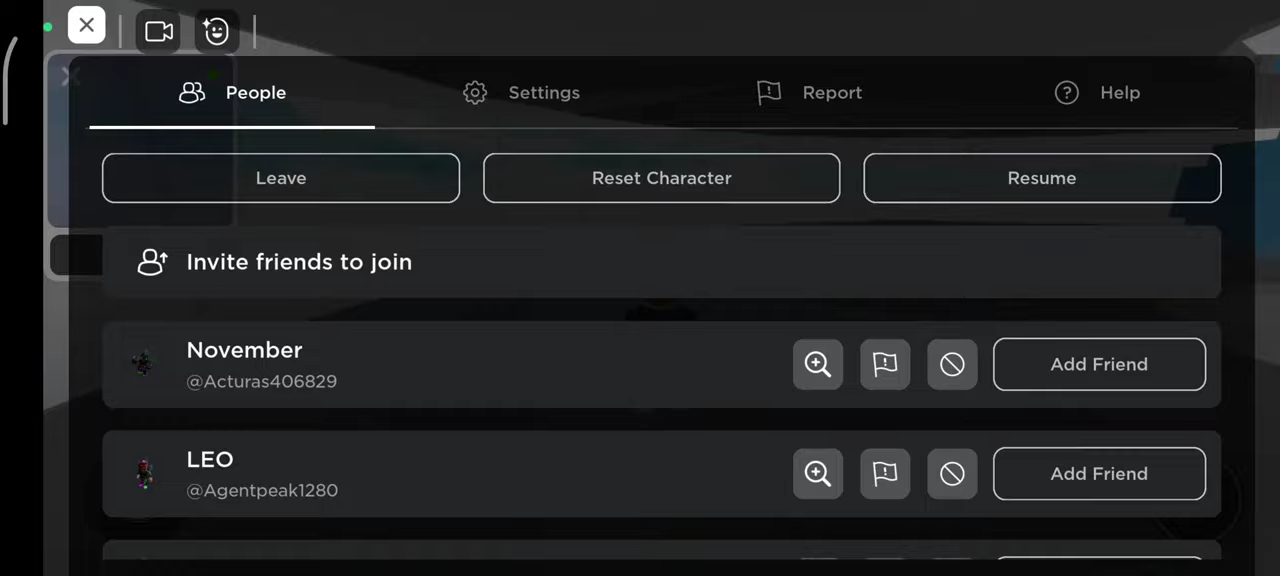 People
Settings
Report
Help
Leave
Reset Character
Resume
Invite friends to join
November
@Acturas406829
Add Friend
LEO
@Agentpeak1280
Add Friend